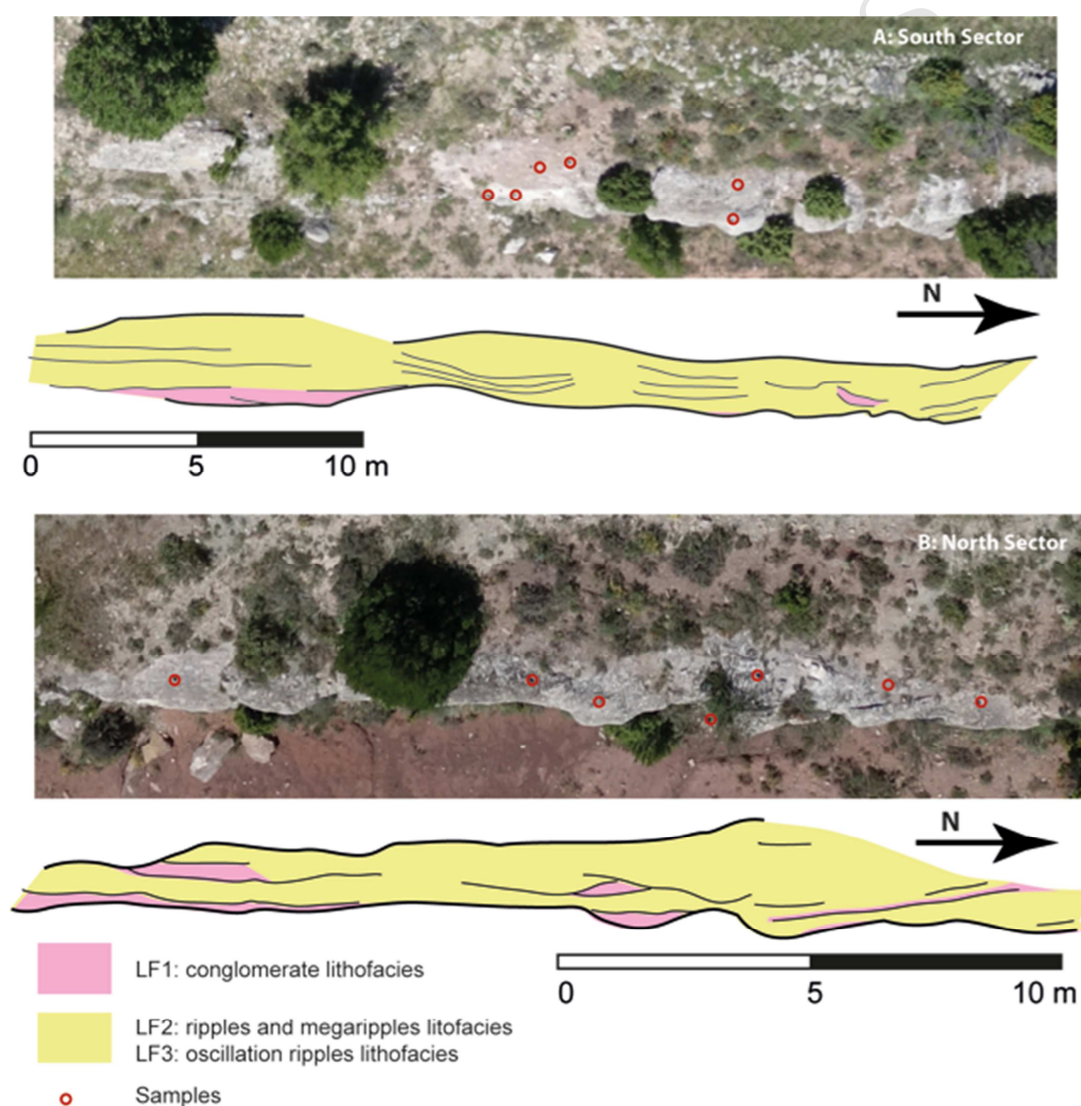 A: South Sector
N
0 5 10 m
B: North Sector
N
LF1: conglomerate lithofacies
0 5 10 m
LF2: ripples and megaripples litofacies
LF3: oscillation ripples lithofacies
Samples